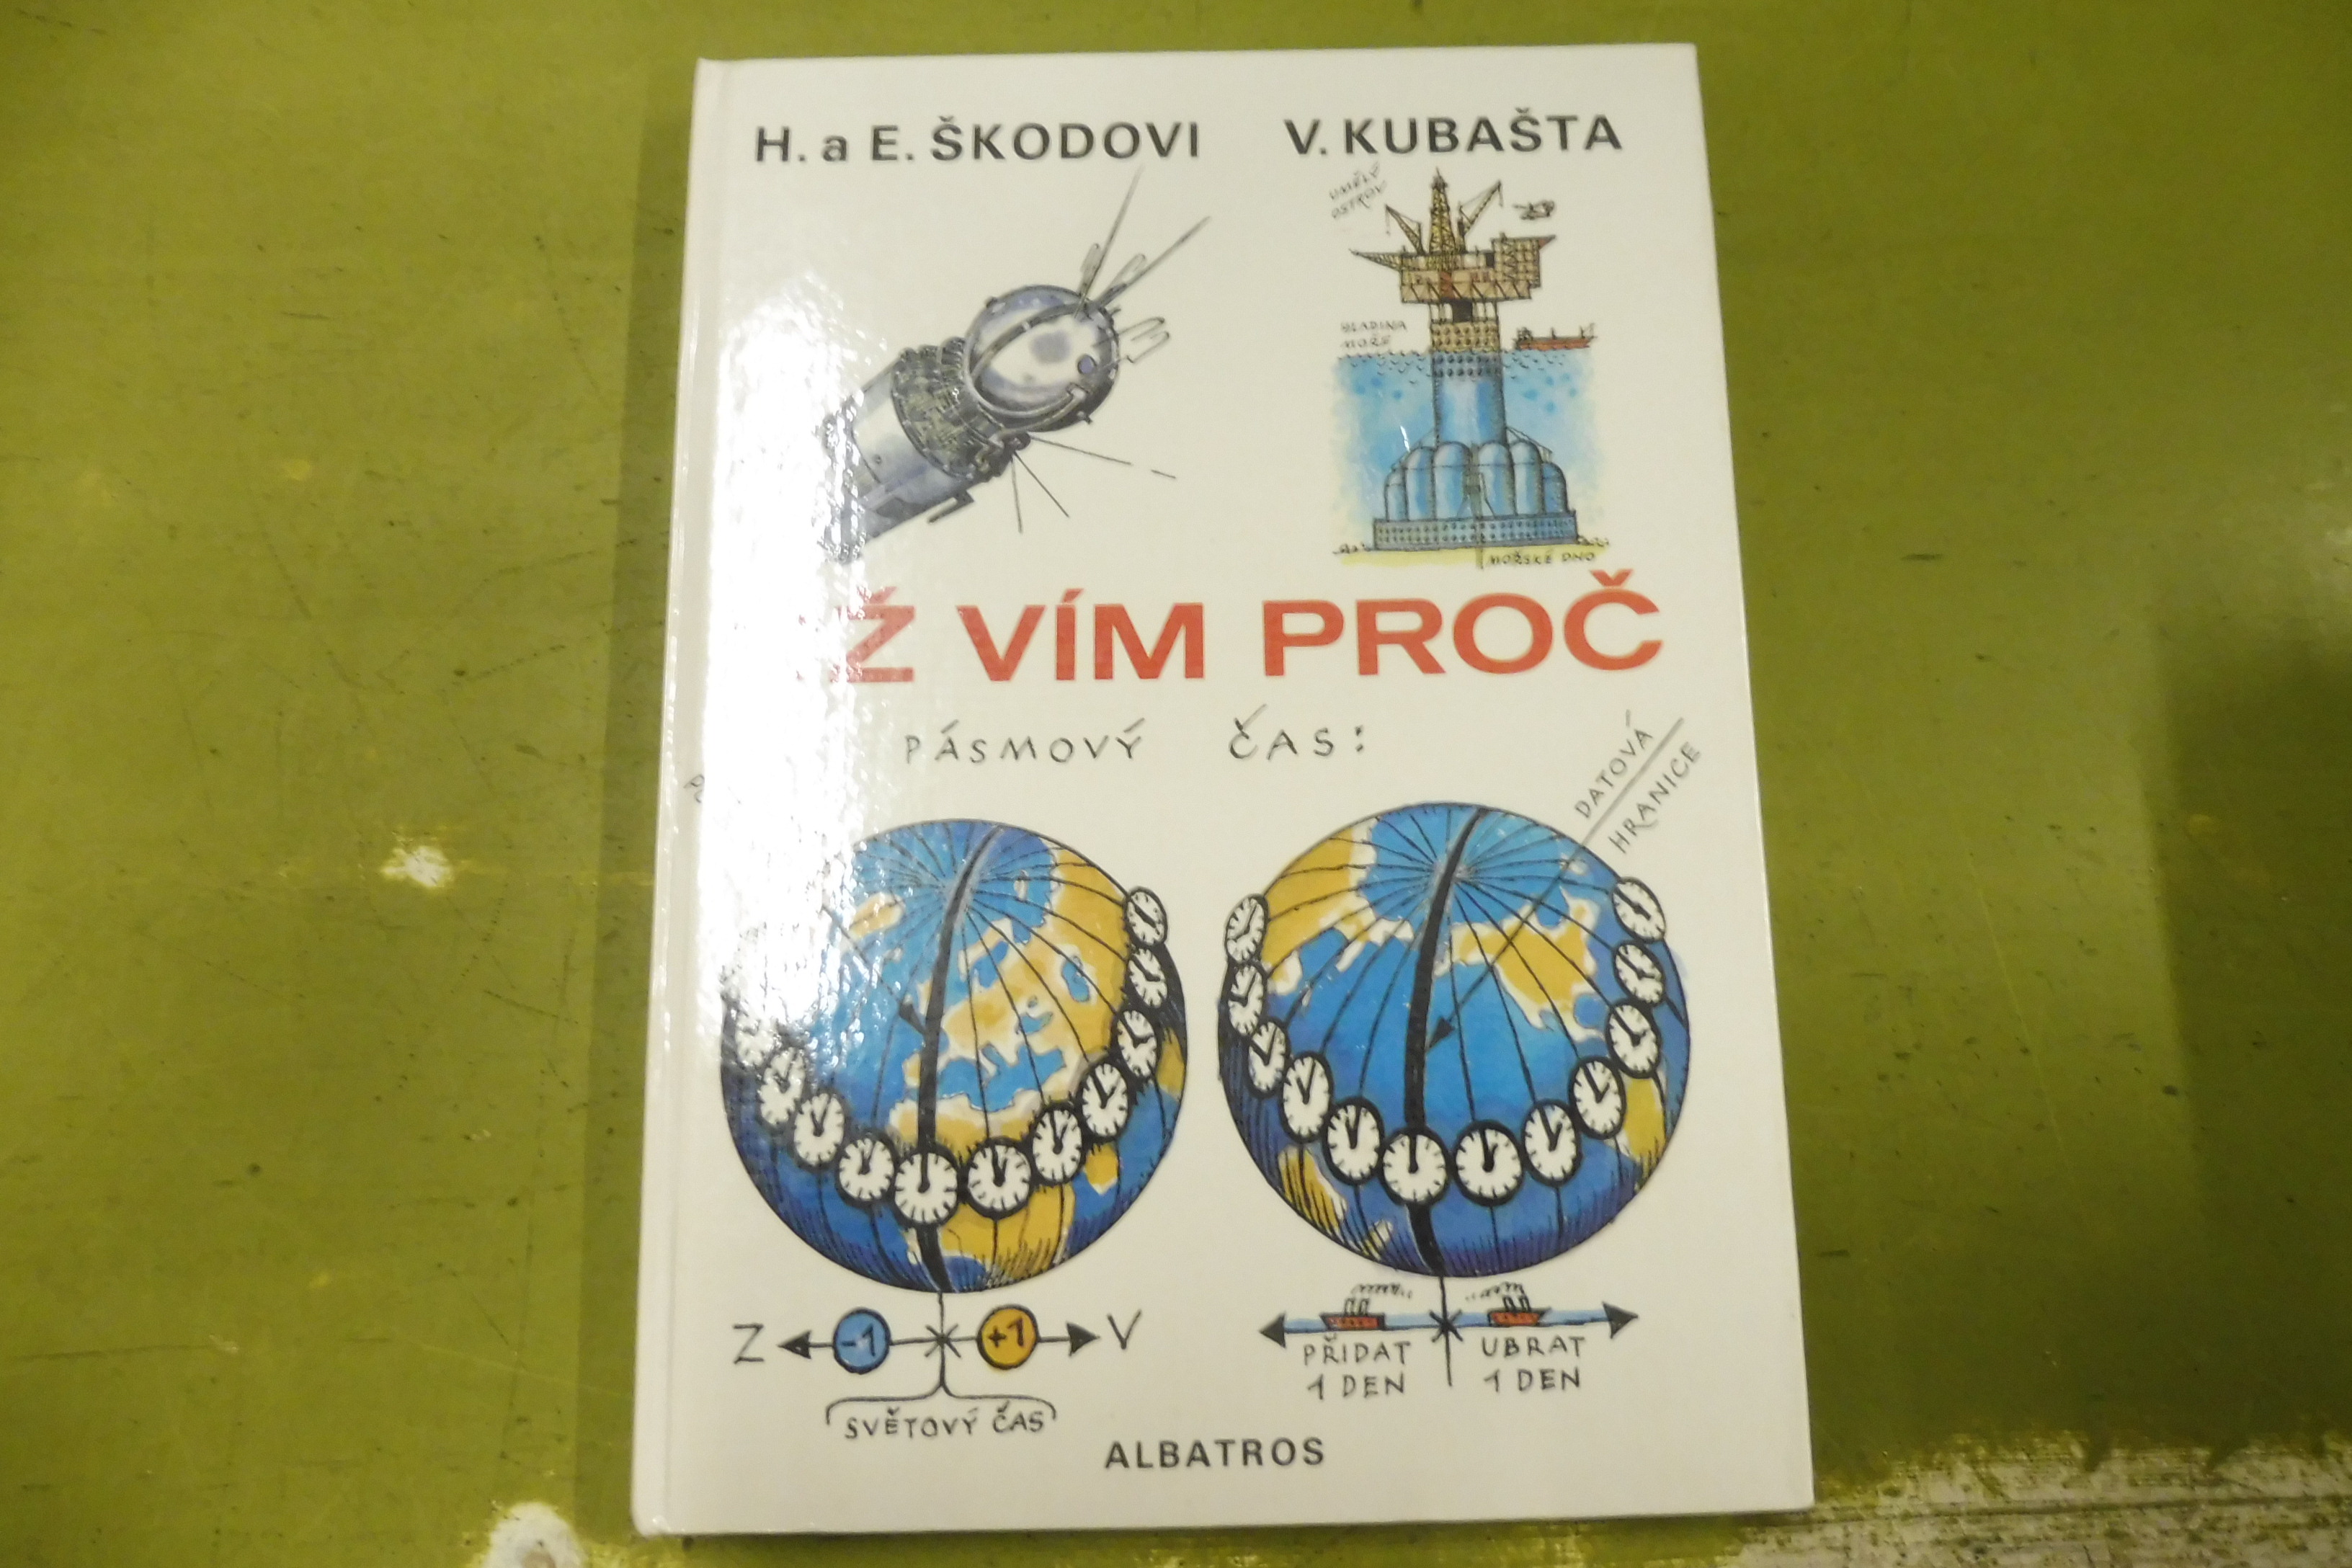 H. a E. ŠKODOVI
V. KUBAŠTA
UMĚLÝ
OSTROV
HLADINA
MOŘE
MOŘSKÉ DNO
Ž VÍM PROČ
PÁSMOVÝ ČAS:
DATOVÁ
HRANICE
Z -1 +1 V
SVĚTOVÝ ČAS
PŘIDAT
1 DEN
UBRAT
1 DEN
ALBATROS